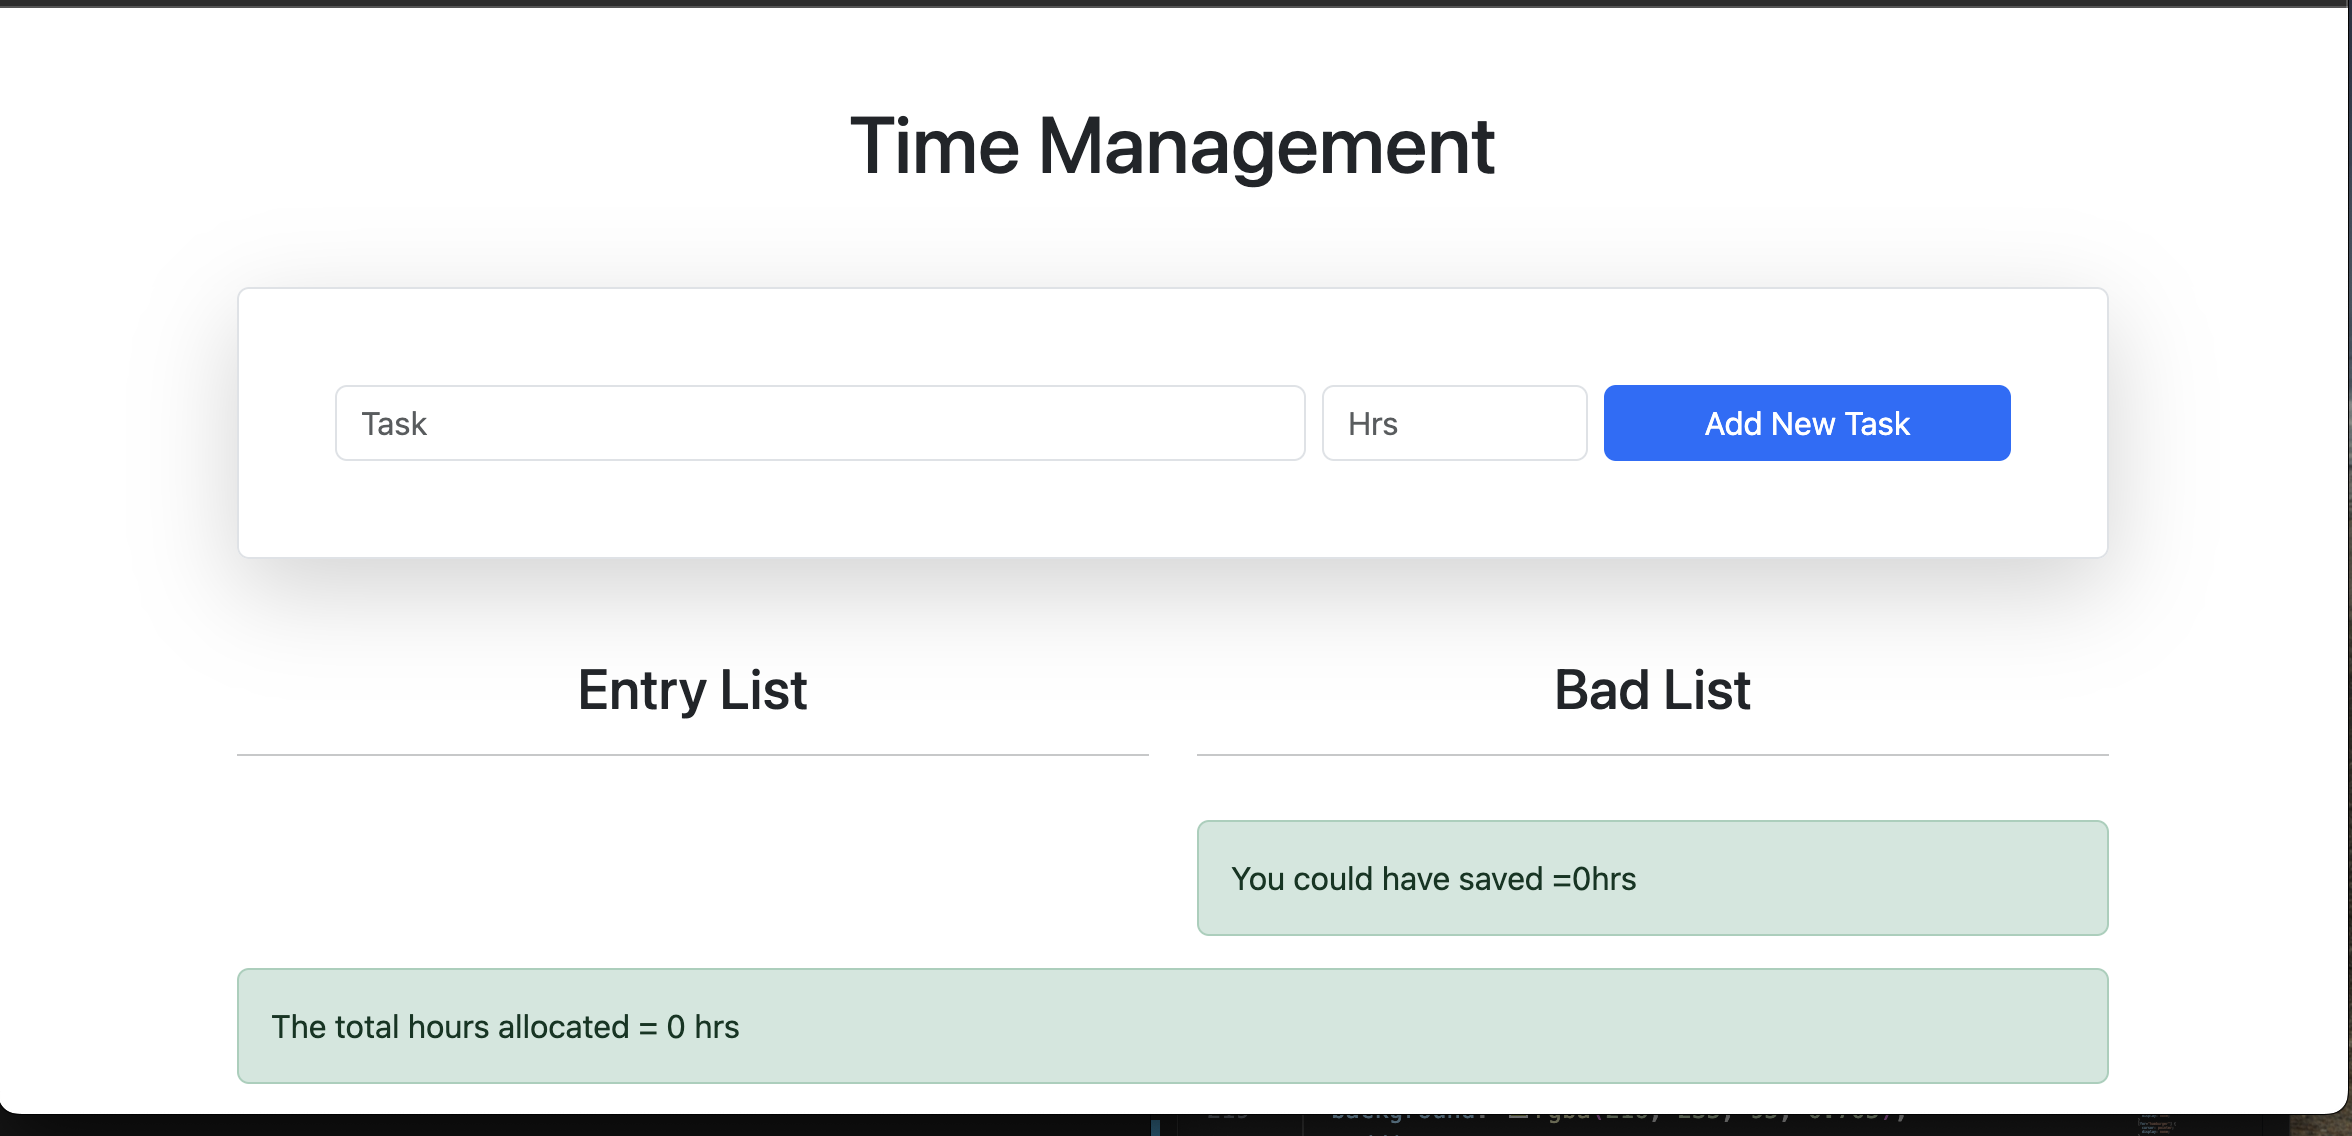 Time Management
Task
Hrs
Add New Task
Entry List
Bad List
You could have saved =0hrs
The total hours allocated = 0 hrs